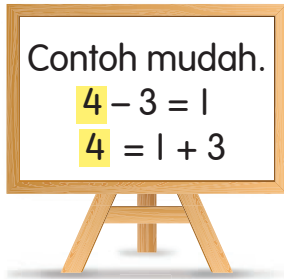 Contoh mudah.
4 – 3 = 1
4 = 1 + 3